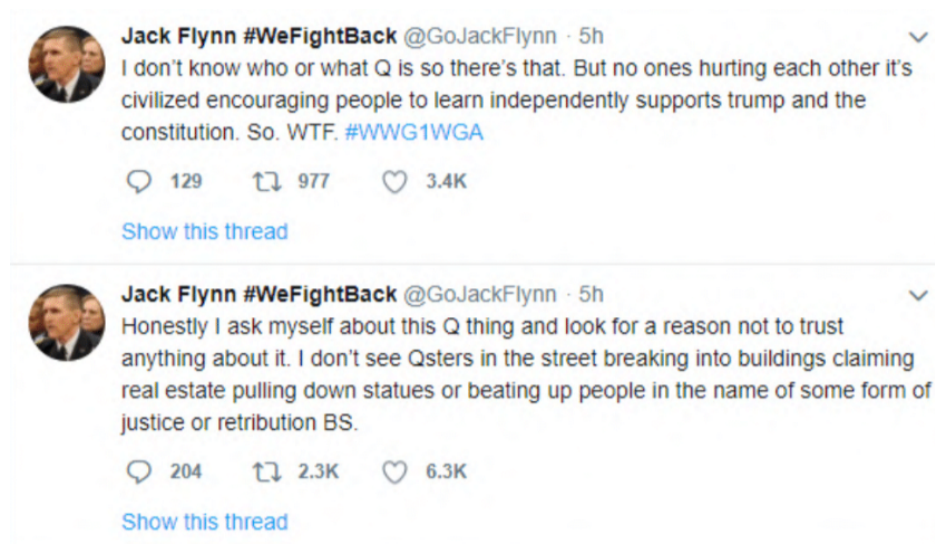 Jack Flynn #WeFightBack @GoJackFlynn · 5h
I don't know who or what Q is so there's that. But no ones hurting each other it's
civilized encouraging people to learn independently supports trump and the
constitution. So. WTF. #WWG1WGA
129 977 3.4K
Show this thread
Jack Flynn #WeFightBack @GoJackFlynn · 5h
Honestly I ask myself about this Q thing and look for a reason not to trust
anything about it. I don't see Qsters in the street breaking into buildings claiming
real estate pulling down statues or beating up people in the name of some form of
justice or retribution BS.
204 2.3K 6.3K
Show this thread